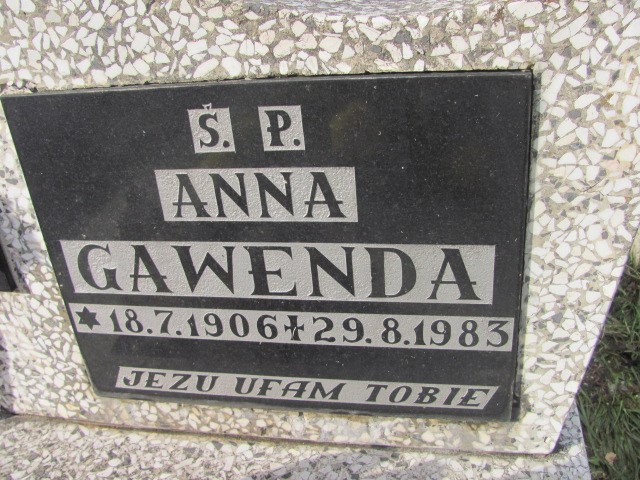 Ś. P.
ANNA
GAWENDA
✶ 18.7.1906 ✝ 29.8.1983
JEZU UFAM TOBIE